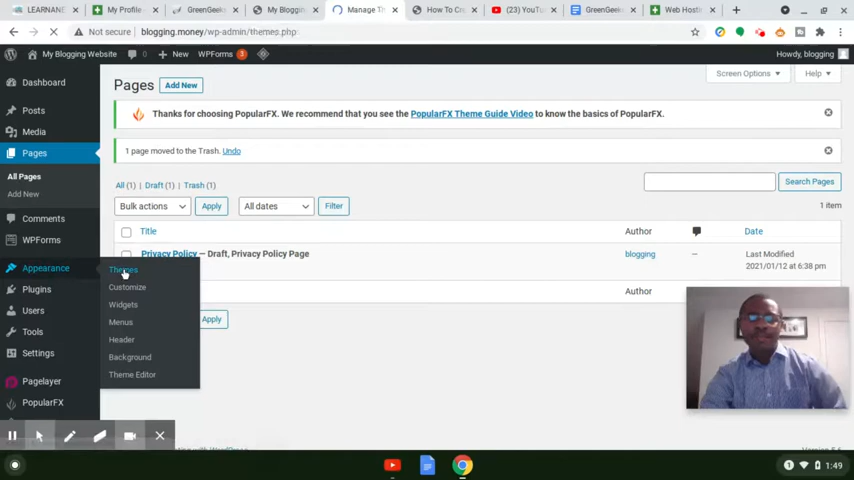 LEARNANE
My Profile -
GreenGeeks
My Blogging
Manage Th
How To Cre
(23) YouTu
GreenGeeks
Web Hostin
Not secure | blogging.money/wp-admin/themes.php
My Blogging Website 0 + New WPForms 3 Howdy, blogging
Dashboard
Posts
Media
Pages
All Pages
Add New
Comments
WPForms
Appearance
Plugins
Users
Tools
Settings
Pagelayer
PopularFX
Themes
Customize
Widgets
Menus
Header
Background
Theme Editor
Screen Options Help
Pages Add New
Thanks for choosing PopularFX. We recommend that you see the PopularFX Theme Guide Video to know the basics of PopularFX.
1 page moved to the Trash. Undo
All (1) | Draft (1) | Trash (1)
Search Pages
Bulk actions Apply All dates Filter 1 item
Title Author Date
Privacy Policy — Draft, Privacy Policy Page blogging — Last Modified
2021/01/12 at 6:38 pm
Author
Apply
1 1:49